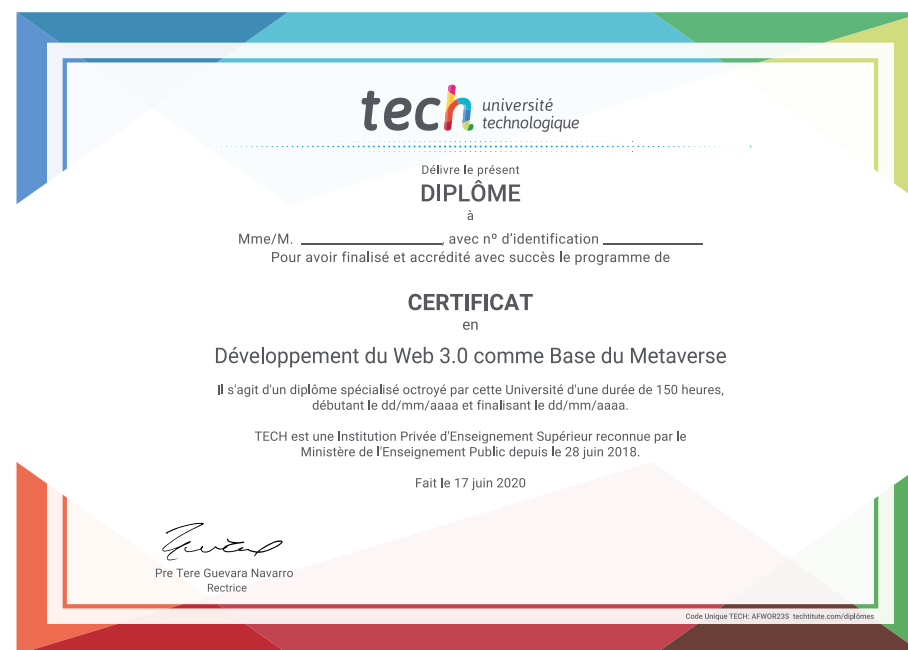 tech université
technologique
Délivre le présent
DIPLÔME
à
Mme/M. ____________________, avec nº d'identification ______________
Pour avoir finalisé et accrédité avec succès le programme de
CERTIFICAT
en
Développement du Web 3.0 comme Base du Metaverse
Il s'agit d'un diplôme spécialisé octroyé par cette Université d'une durée de 150 heures,
débutant le dd/mm/aaaa et finalisant le dd/mm/aaaa.
TECH est une Institution Privée d'Enseignement Supérieur reconnue par le
Ministère de l'Enseignement Public depuis le 28 juin 2018.
Fait le 17 juin 2020
Pre Tere Guevara Navarro
Rectrice
Code Unique TECH: AFWOR23S techtitute.com/diplômes